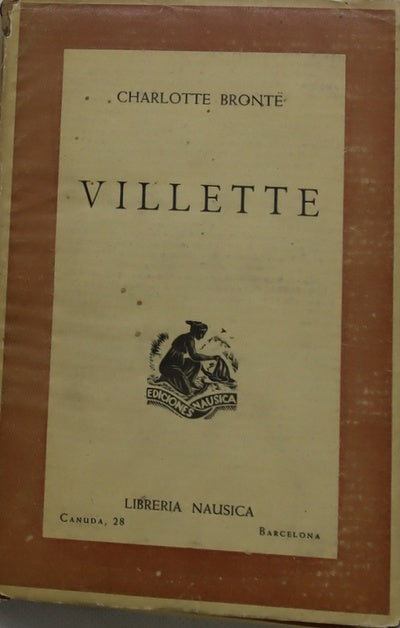 CHARLOTTE BRONTË
VILLETTE
EDICIONES NAUSICA
LIBRERIA NAUSICA
CANUDA, 28
BARCELONA